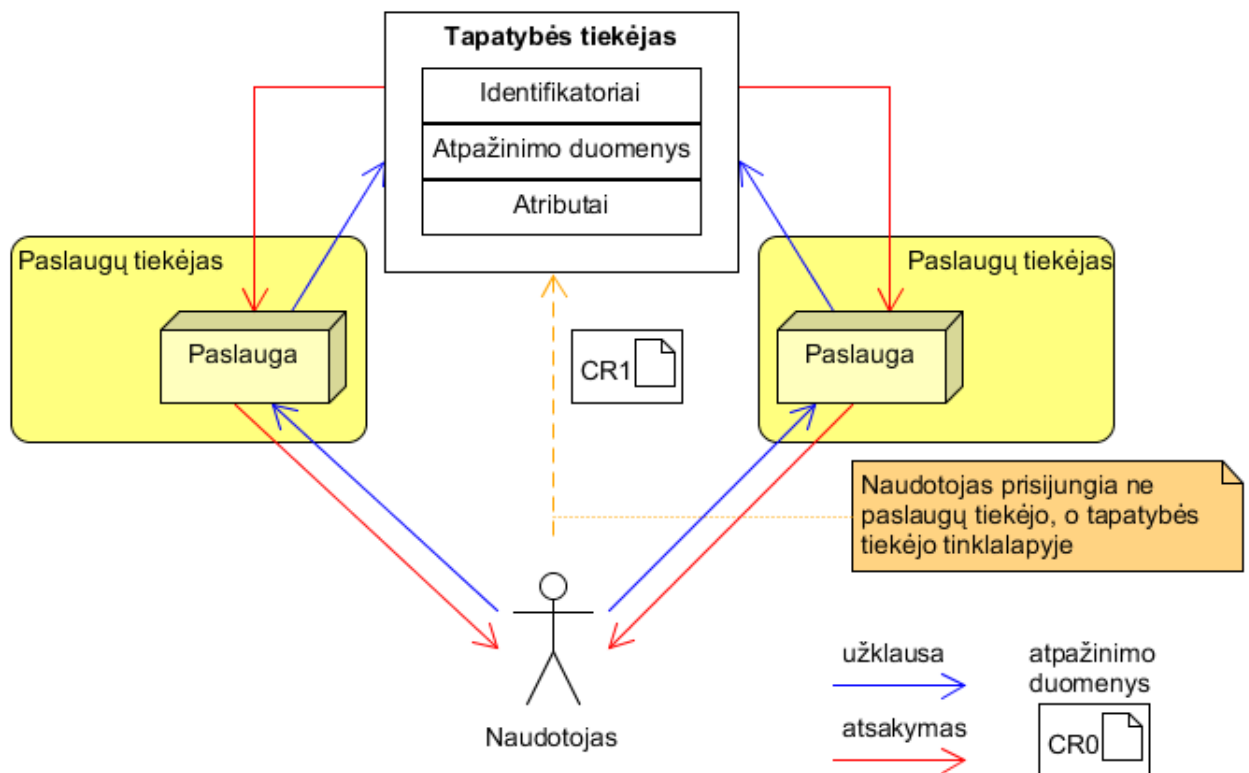 Tapatybės tiekėjas
Identifikatoriai
Atpažinimo duomenys
Atributai
Paslaugų tiekėjas
Paslaugų tiekėjas
Paslauga
CR1
Paslauga
Naudotojas prisijungia ne
paslaugų tiekėjo, o tapatybės
tiekėjo tinklalapyje
Naudotojas
užklausa
atsakymas
atpažinimo
duomenys
CR0